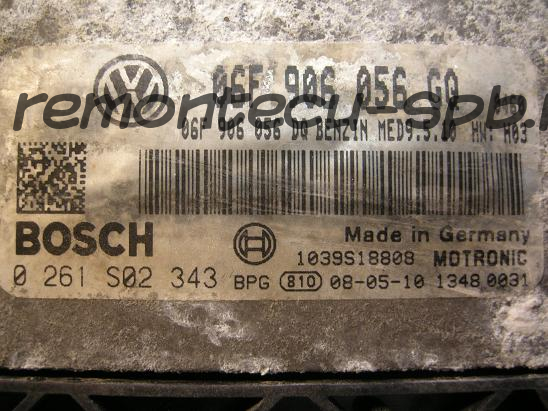 06F 906 056 GQ
remontecu-spb.
06F 906 056 DQ BENZIN MED9.5.10 HW: H03
BOSCH
Made in Germany
1039S18808 MOTRONIC
0 261 S02 343 BPG 810 08-05-10 1348 0031